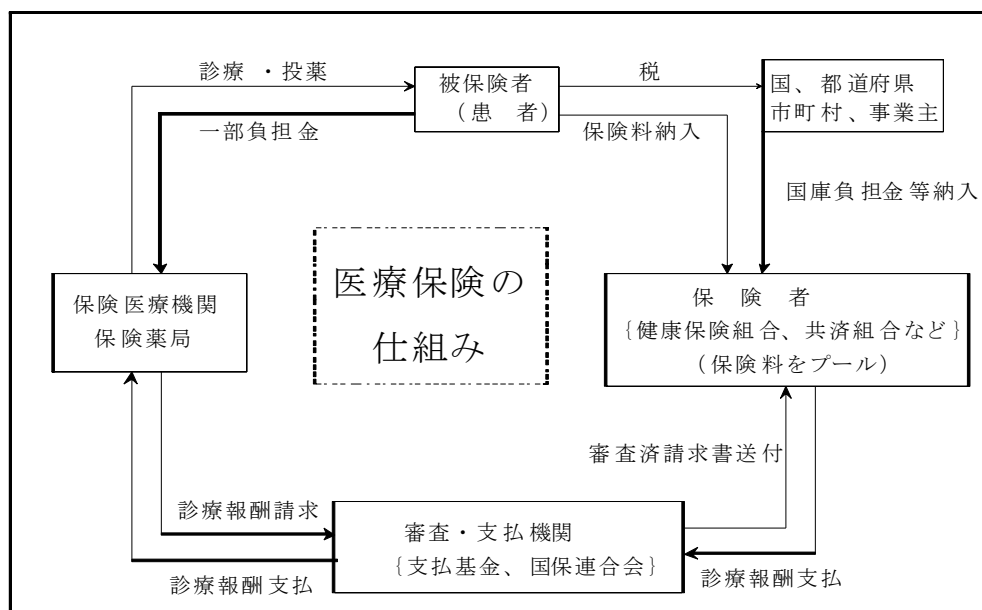 診療・投薬
被保険者
(患 者)
税
国、都道府県
市町村、事業主
一部負担金
保険料納入
国庫負担金等納入
医療保険の
仕組み
保険医療機関
保険薬局
保 険 者
{健康保険組合、共済組合など}
(保険料をプール)
審査済請求書送付
診療報酬請求
審査・支払機関
{支払基金、国保連合会}
診療報酬支払
診療報酬支払